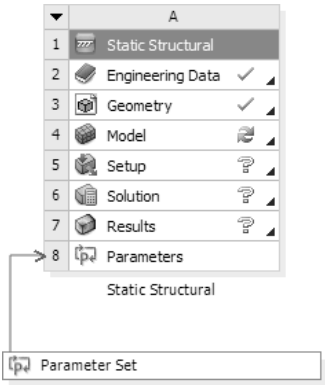 A
1 Static Structural
2 Engineering Data
3 Geometry
4 Model
5 Setup
6 Solution
7 Results
8 Parameters
Static Structural
Parameter Set